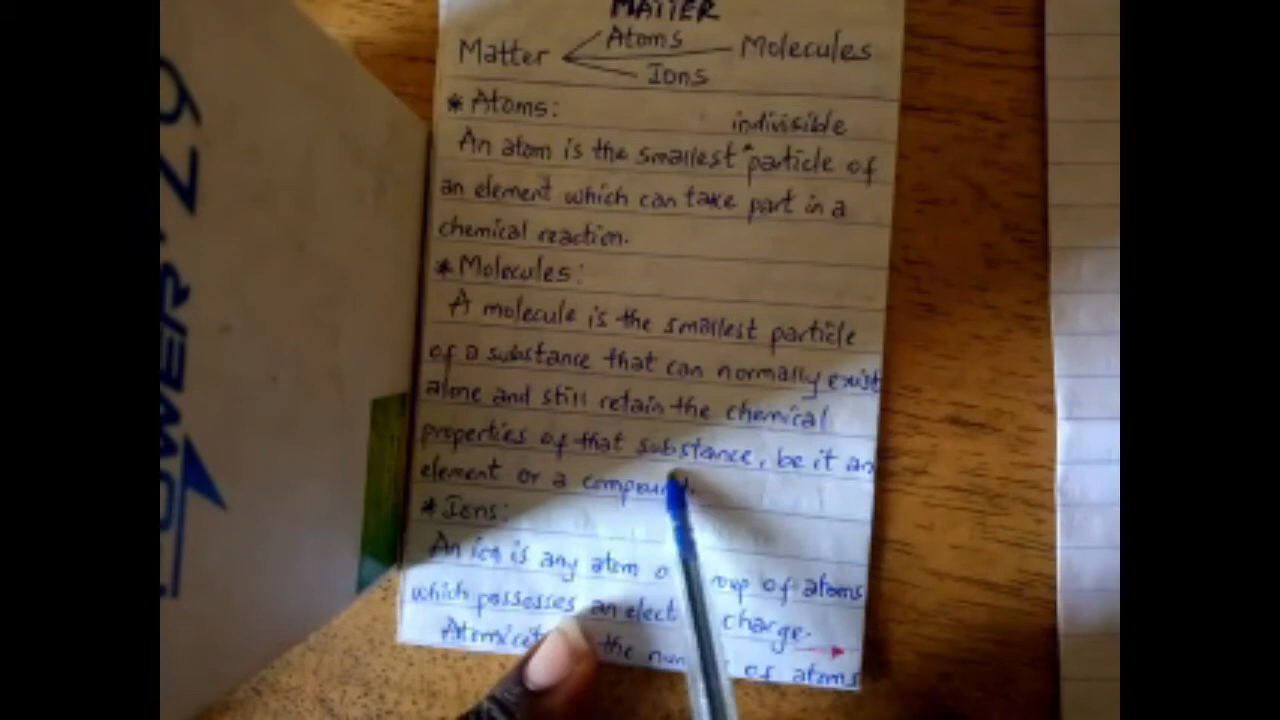 MATTER
Matter Atoms Molecules
Ions
* Atoms:
indivisible
An atom is the smallest ^ particle of
an element which can take part in a
chemical reaction.
* Molecules:
A molecule is the smallest particle
of a substance that can normally exist
alone and still retain the chemical
properties of that substance, be it an
element or a compound.
* Ions:
An ion is any atom of atoms
which possesses an charge.
the of atoms